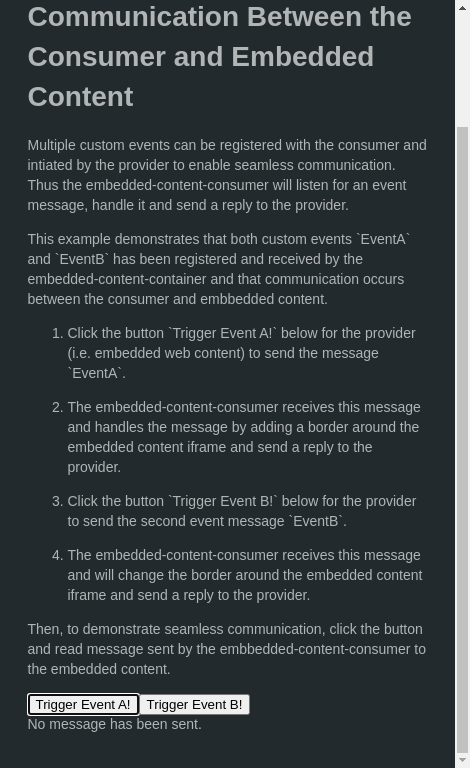 Communication Between the
Consumer and Embedded
Content
Multiple custom events can be registered with the consumer and
intiated by the provider to enable seamless communication.
Thus the embedded-content-consumer will listen for an event
message, handle it and send a reply to the provider.
This example demonstrates that both custom events `EventA`
and `EventB` has been registered and received by the
embedded-content-container and that communication occurs
between the consumer and embbedded content.
1. Click the button `Trigger Event A!` below for the provider
(i.e. embedded web content) to send the message
`EventA`.
2. The embedded-content-consumer receives this message
and handles the message by adding a border around the
embedded content iframe and send a reply to the
provider.
3. Click the button `Trigger Event B!` below for the provider
to send the second event message `EventB`.
4. The embedded-content-consumer receives this message
and will change the border around the embedded content
iframe and send a reply to the provider.
Then, to demonstrate seamless communication, click the button
and read message sent by the embbedded-content-consumer to
the embedded content.
Trigger Event A! Trigger Event B!
No message has been sent.